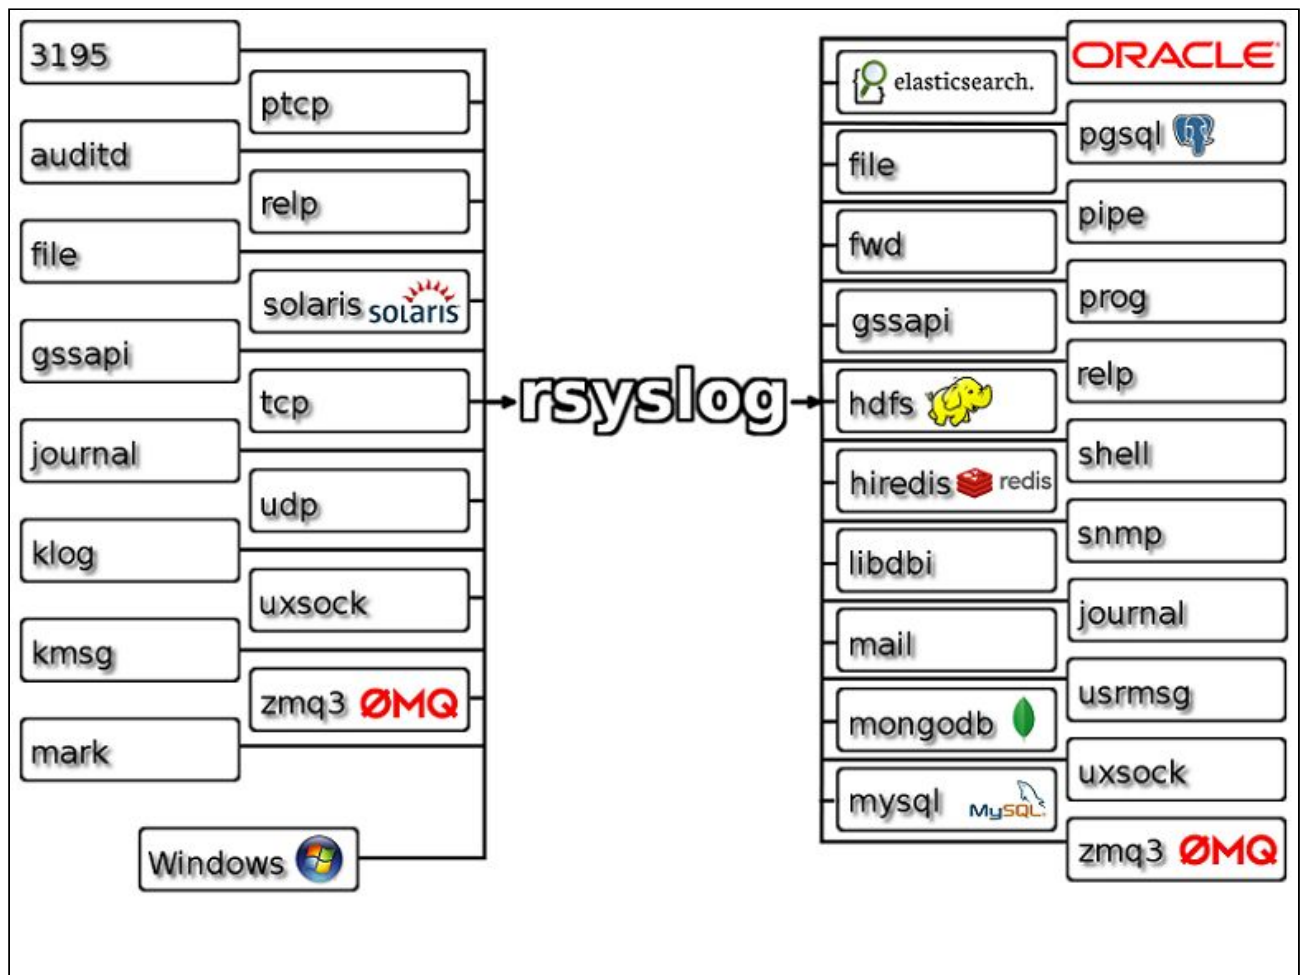 3195
ptcp
auditd
relp
file
solaris solaris
gssapi
tcp
journal
udp
klog
uxsock
kmsg
zmq3 ØMQ
mark
Windows
rsyslog
elasticsearch.
file
fwd
gssapi
hdfs
hiredis redis
libdbi
mail
mongodb
mysql MySQL
ORACLE
pgsql
pipe
prog
relp
shell
snmp
journal
usrmsg
uxsock
zmq3 ØMQ